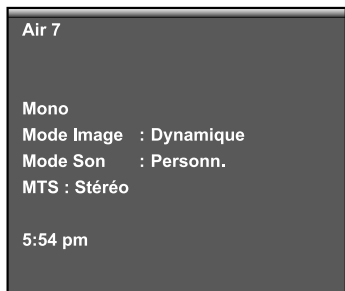 Air 7
Mono
Mode Image : Dynamique
Mode Son : Personn.
MTS : Stéréo
5:54 pm